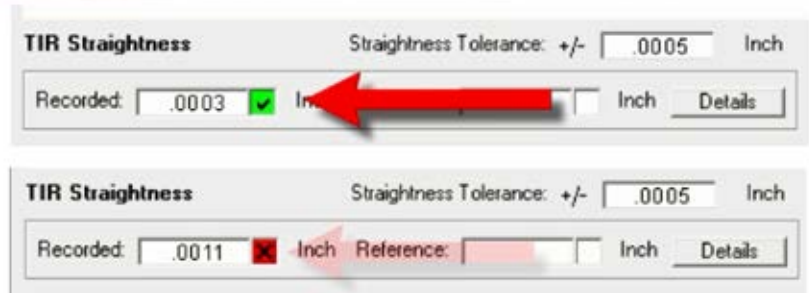 TIR Straightness Straightness Tolerance: +/- .0005 Inch
Recorded: .0003 Inch Details
TIR Straightness Straightness Tolerance: +/- .0005 Inch
Recorded: .0011 Inch Reference: Inch Details